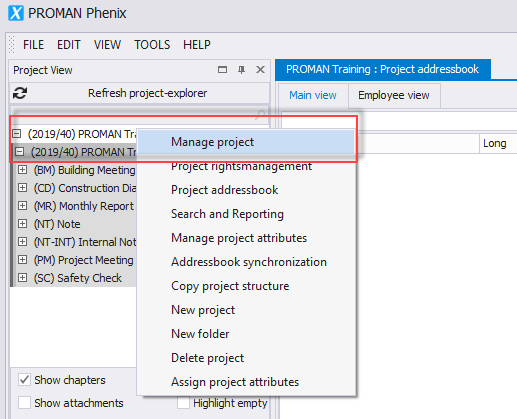 PROMAN Phenix
FILE EDIT VIEW TOOLS HELP
Project View
PROMAN Training : Project addressbook
Refresh project-explorer
Main view Employee view
(2019/40) PROMAN Tra
Manage project
Long
(2019/40) PROMAN Tr
Project rightsmanagement
(BM) Building Meeting
(CD) Construction Dia
Project addressbook
(MR) Monthly Report
Search and Reporting
(NT) Note
Manage project attributes
(NT-INT) Internal Not
Addressbook synchronization
(PM) Project Meeting
Copy project structure
(SC) Safety Check
New project
New folder
Delete project
Show chapters
Assign project attributes
Show attachments
Highlight empty